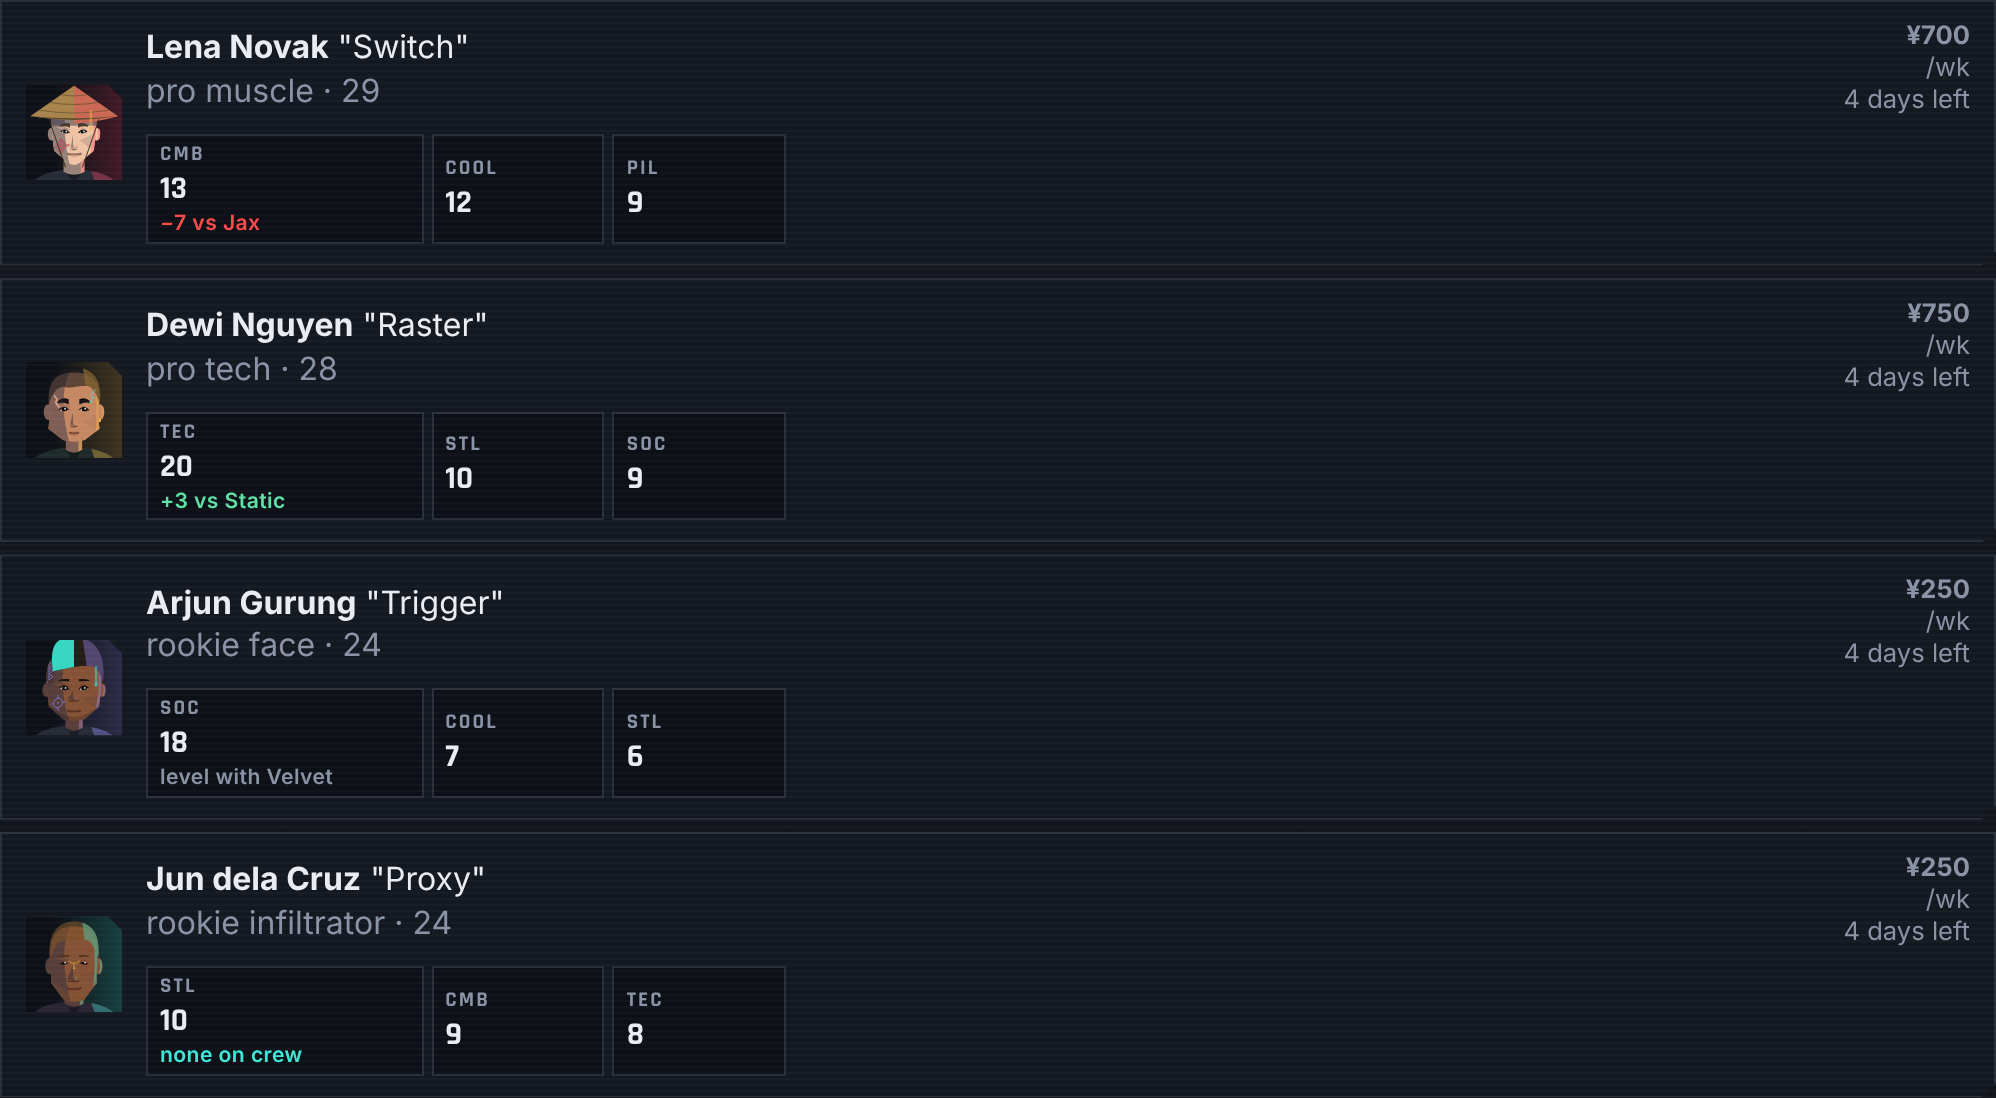 Lena Novak "Switch"
pro muscle · 29
CMB
13
−7 vs Jax
COOL
12
PIL
9
¥700
/wk
4 days left
Dewi Nguyen "Raster"
pro tech · 28
TEC
20
+3 vs Static
STL
10
SOC
9
¥750
/wk
4 days left
Arjun Gurung "Trigger"
rookie face · 24
SOC
18
level with Velvet
COOL
7
STL
6
¥250
/wk
4 days left
Jun dela Cruz "Proxy"
rookie infiltrator · 24
STL
10
none on crew
CMB
9
TEC
8
¥250
/wk
4 days left